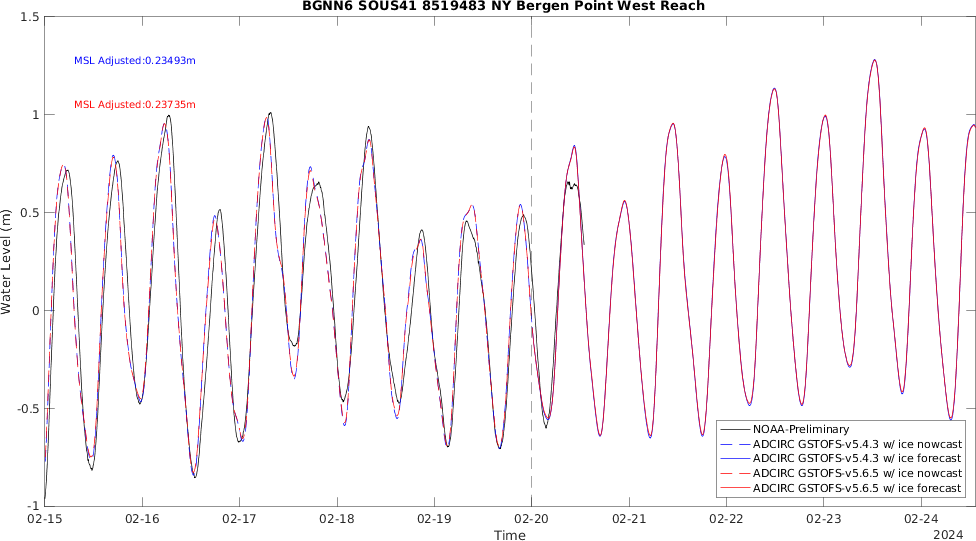 BGNN6 SOUS41 8519483 NY Bergen Point West Reach
1.5
MSL Adjusted:0.23493m
MSL Adjusted:0.23735m
1
0.5
0
-0.5
-1
Water Level (m)
NOAA-Preliminary
ADCIRC GSTOFS-v5.4.3 w/ ice nowcast
ADCIRC GSTOFS-v5.4.3 w/ ice forecast
ADCIRC GSTOFS-v5.6.5 w/ ice nowcast
ADCIRC GSTOFS-v5.6.5 w/ ice forecast
02-15 02-16 02-17 02-18 02-19 02-20 02-21 02-22 02-23 02-24
Time
2024